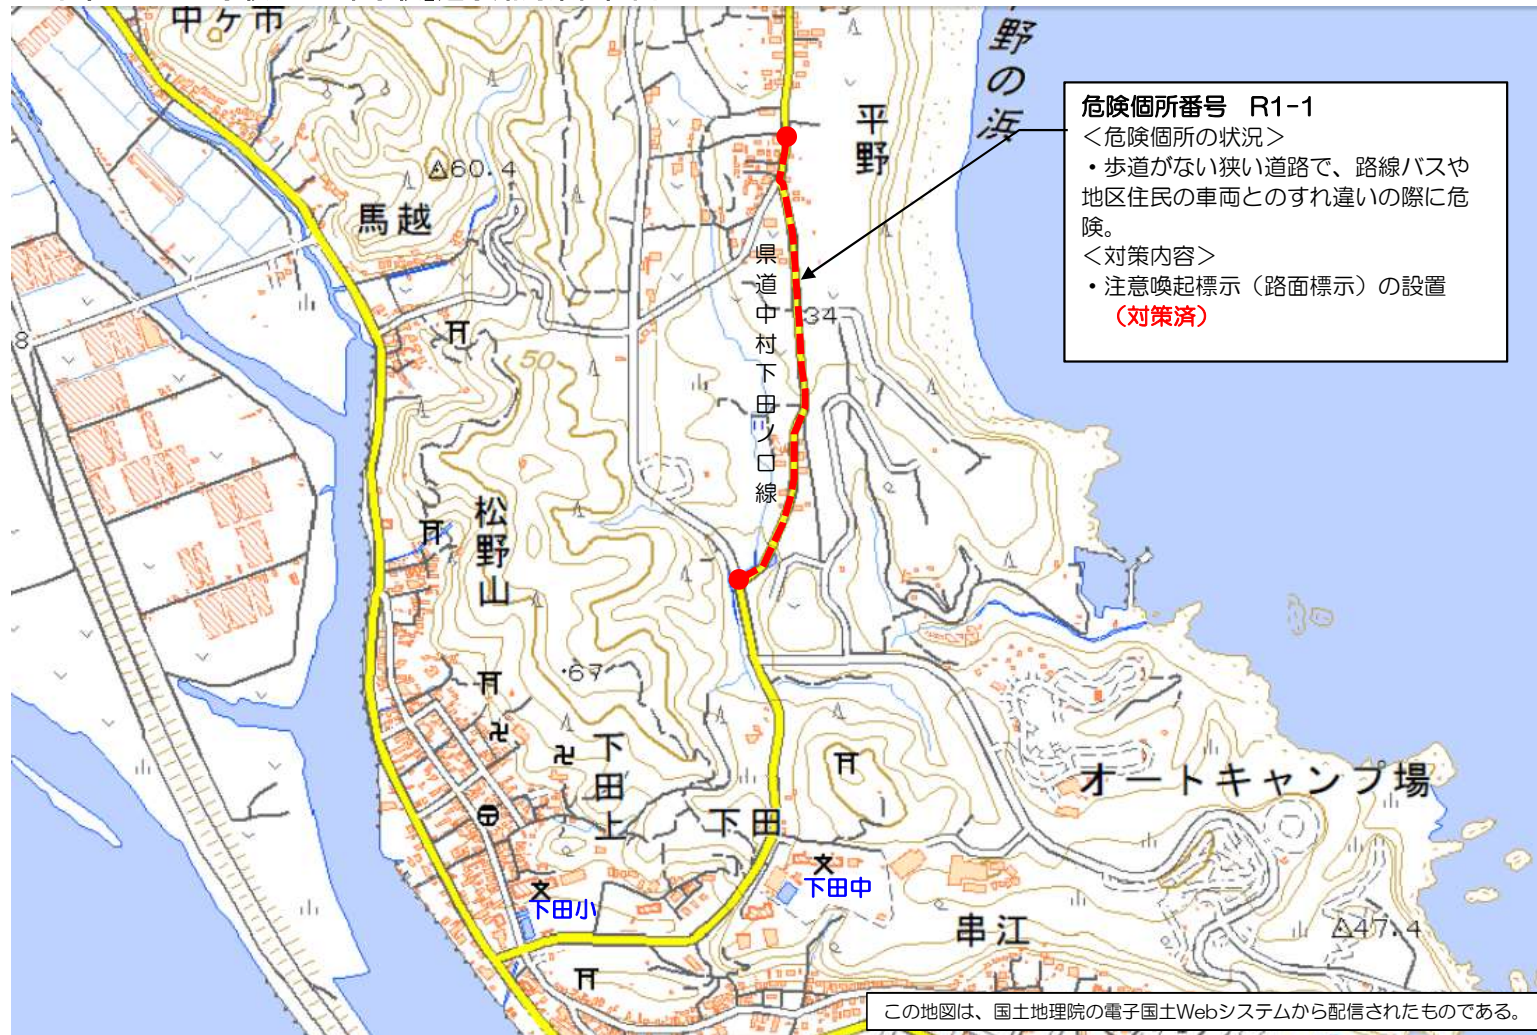 中ヶ市
野の浜
平野
危険個所番号　R1-1
＜危険個所の状況＞
・歩道がない狭い道路で、路線バスや
地区住民の車両とのすれ違いの際に危
険。
＜対策内容＞
・注意喚起標示（路面標示）の設置
（対策済）
60.4
馬越
県道中村下田ノ口線
34
8
50
松野山
67
下田上
下田
オートキャンプ場
下田小
下田中
串江
47.4
この地図は、国土地理院の電子国土Webシステムから配信されたものである。